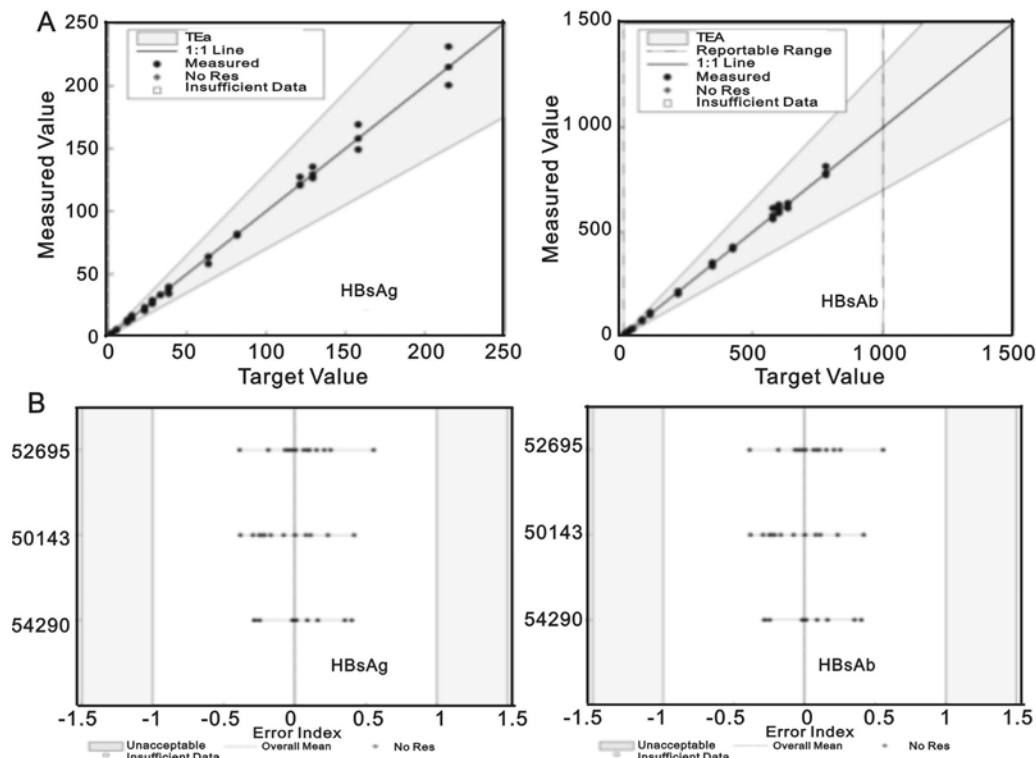 A
250
200
150
100
50
0
Measured Value
TEa
1:1 Line
Measured
No Res
Insufficient Data
HBsAg
0 50 100 150 200 250
Target Value
1 500
1 000
500
0
Measured Value
TEA
Reportable Range
1:1 Line
Measured
No Res
Insufficient Data
HBsAb
0 500 1 000 1 500
Target Value
B
52695
50143
54290
HBsAg
-1.5 -1 -0.5 0 0.5 1 1.5
Error Index
Unacceptable Overall Mean No Res
Insufficient Data
52695
50143
54290
HBsAb
-1.5 -1 -0.5 0 0.5 1 1.5
Error Index
Unacceptable Overall Mean No Res
Insufficient Data